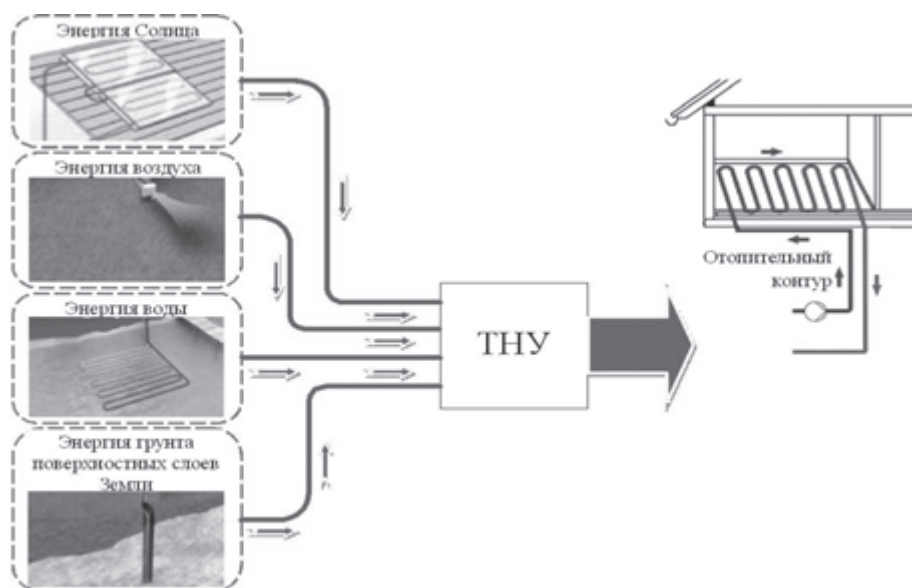 Энергия Солнца
Энергия воздуха
Энергия воды
Энергия грунта
поверхностных слоев
Земли
ТНУ
Отопительный
контур